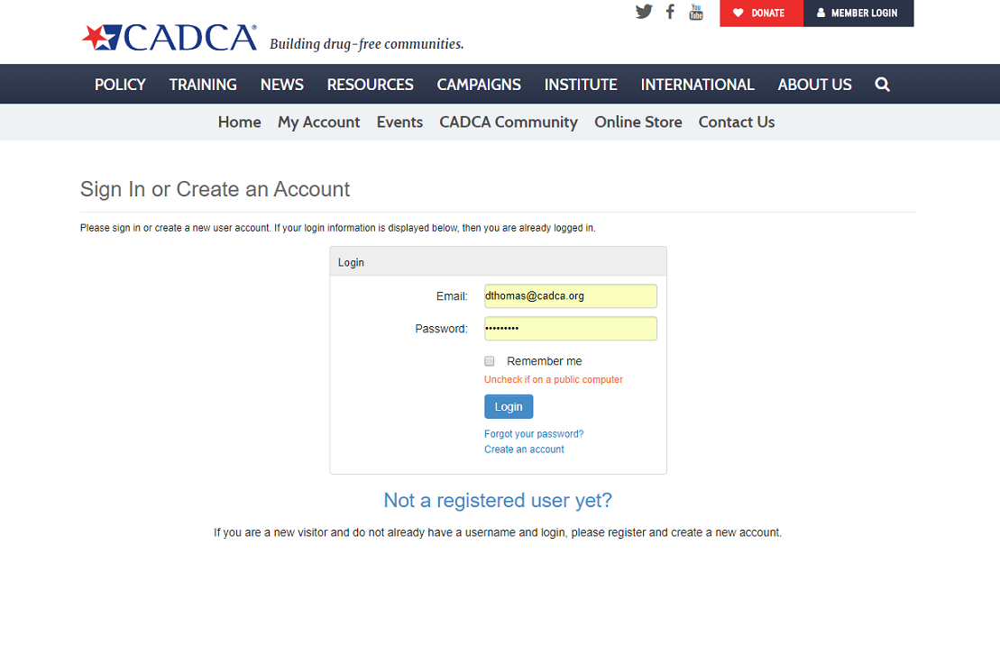 DONATE
MEMBER LOGIN
CADCA® Building drug-free communities.
POLICY TRAINING NEWS RESOURCES CAMPAIGNS INSTITUTE INTERNATIONAL ABOUT US
Home My Account Events CADCA Community Online Store Contact Us
Sign In or Create an Account
Please sign in or create a new user account. If your login information is displayed below, then you are already logged in.
Login
Email: dthomas@cadca.org
Password: •••••••••
Remember me
Uncheck if on a public computer
Login
Forgot your password?
Create an account
Not a registered user yet?
If you are a new visitor and do not already have a username and login, please register and create a new account.